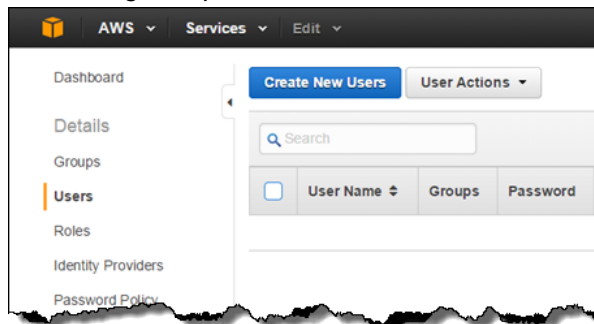 AWS Services Edit
Dashboard
Create New Users User Actions
Details
Search
Groups
User Name Groups Password
Users
Roles
Identity Providers
Password Policy